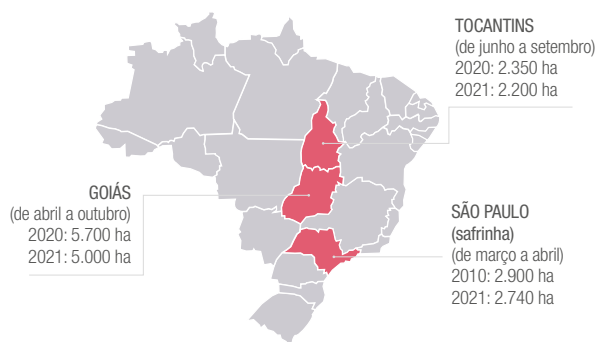 TOCANTINS
(de junho a setembro)
2020: 2.350 ha
2021: 2.200 ha
GOIÁS
(de abril a outubro)
2020: 5.700 ha
2021: 5.000 ha
SÃO PAULO
(safrinha)
(de março a abril)
2010: 2.900 ha
2021: 2.740 ha